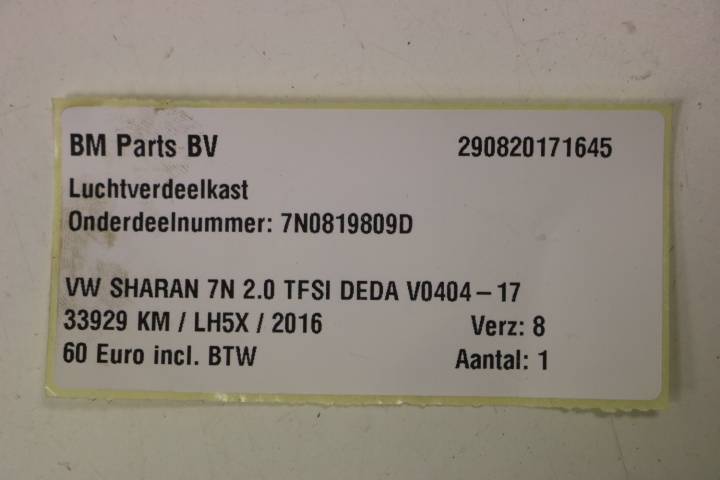 BM Parts BV 290820171645
Luchtverdeelkast
Onderdeelnummer: 7N0819809D
VW SHARAN 7N 2.0 TFSI DEDA V0404-17
33929 KM / LH5X / 2016 Verz: 8
60 Euro incl. BTW Aantal: 1